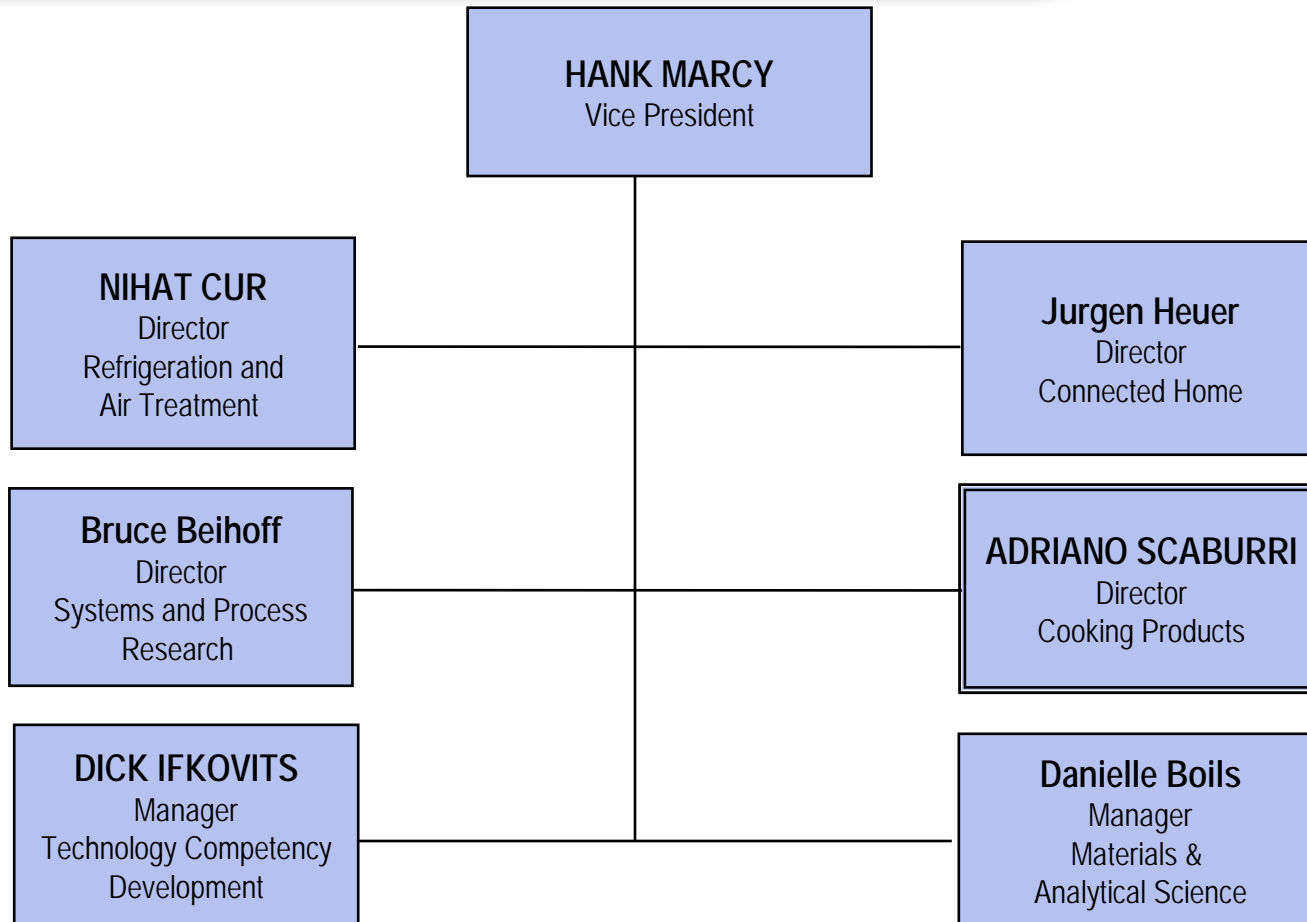 HANK MARCY
Vice President
NIHAT CUR
Director
Refrigeration and
Air Treatment
Jurgen Heuer
Director
Connected Home
Bruce Beihoff
Director
Systems and Process
Research
ADRIANO SCABURRI
Director
Cooking Products
DICK IFKOVITS
Manager
Technology Competency
Development
Danielle Boils
Manager
Materials &
Analytical Science